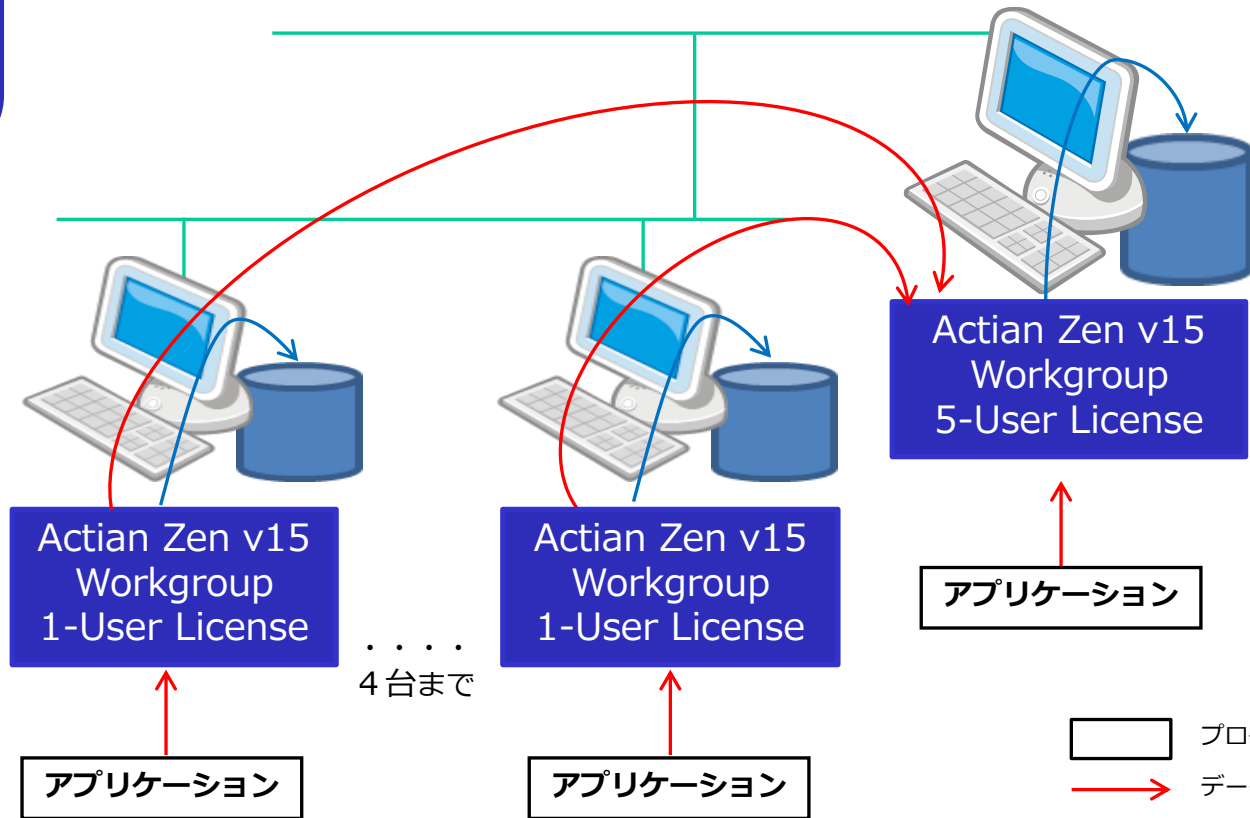 Actian Zen v15
Workgroup
5-User License
アプリケーション
Actian Zen v15
Workgroup
1-User License
・・・・
４台まで
Actian Zen v15
Workgroup
1-User License
アプリケーション
アプリケーション
プロ
デー